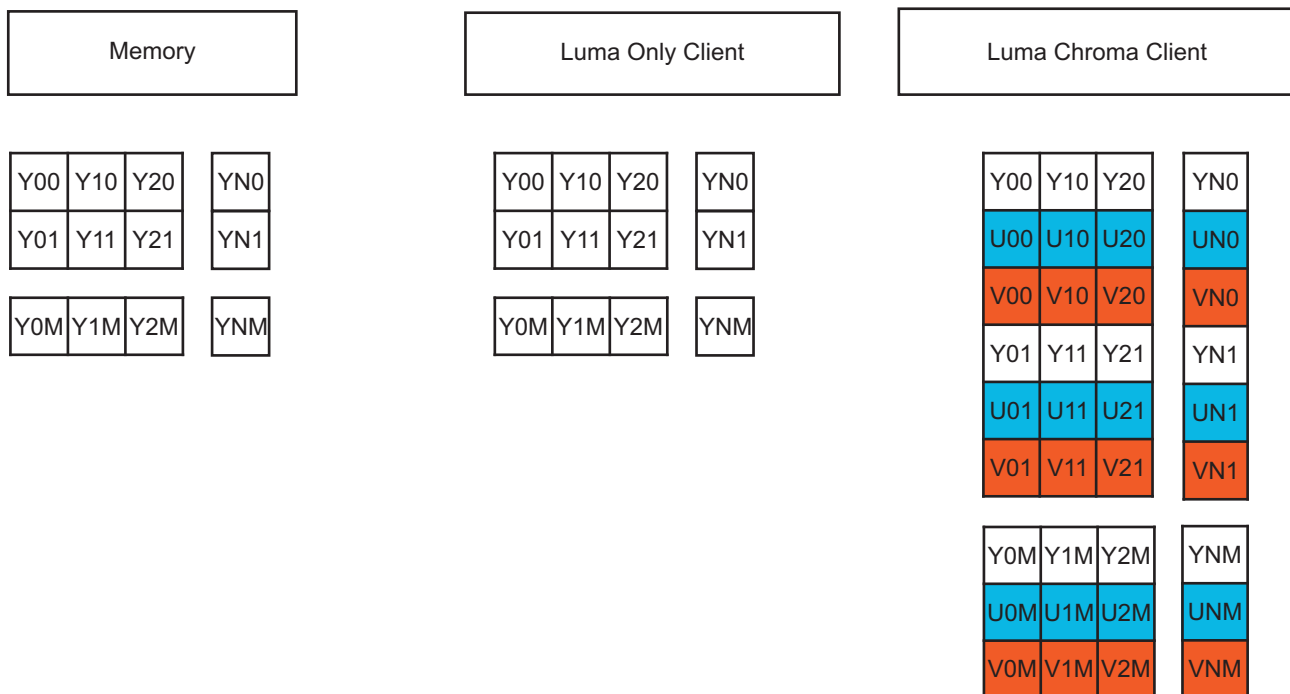 Memory
Luma Only Client
Luma Chroma Client
Y00 Y10 Y20 YN0
Y01 Y11 Y21 YN1
Y0M Y1M Y2M YNM
Y00 Y10 Y20 YN0
Y01 Y11 Y21 YN1
Y0M Y1M Y2M YNM
Y00 Y10 Y20 YN0
U00 U10 U20 UN0
V00 V10 V20 VN0
Y01 Y11 Y21 YN1
U01 U11 U21 UN1
V01 V11 V21 VN1
Y0M Y1M Y2M YNM
U0M U1M U2M UNM
V0M V1M V2M VNM